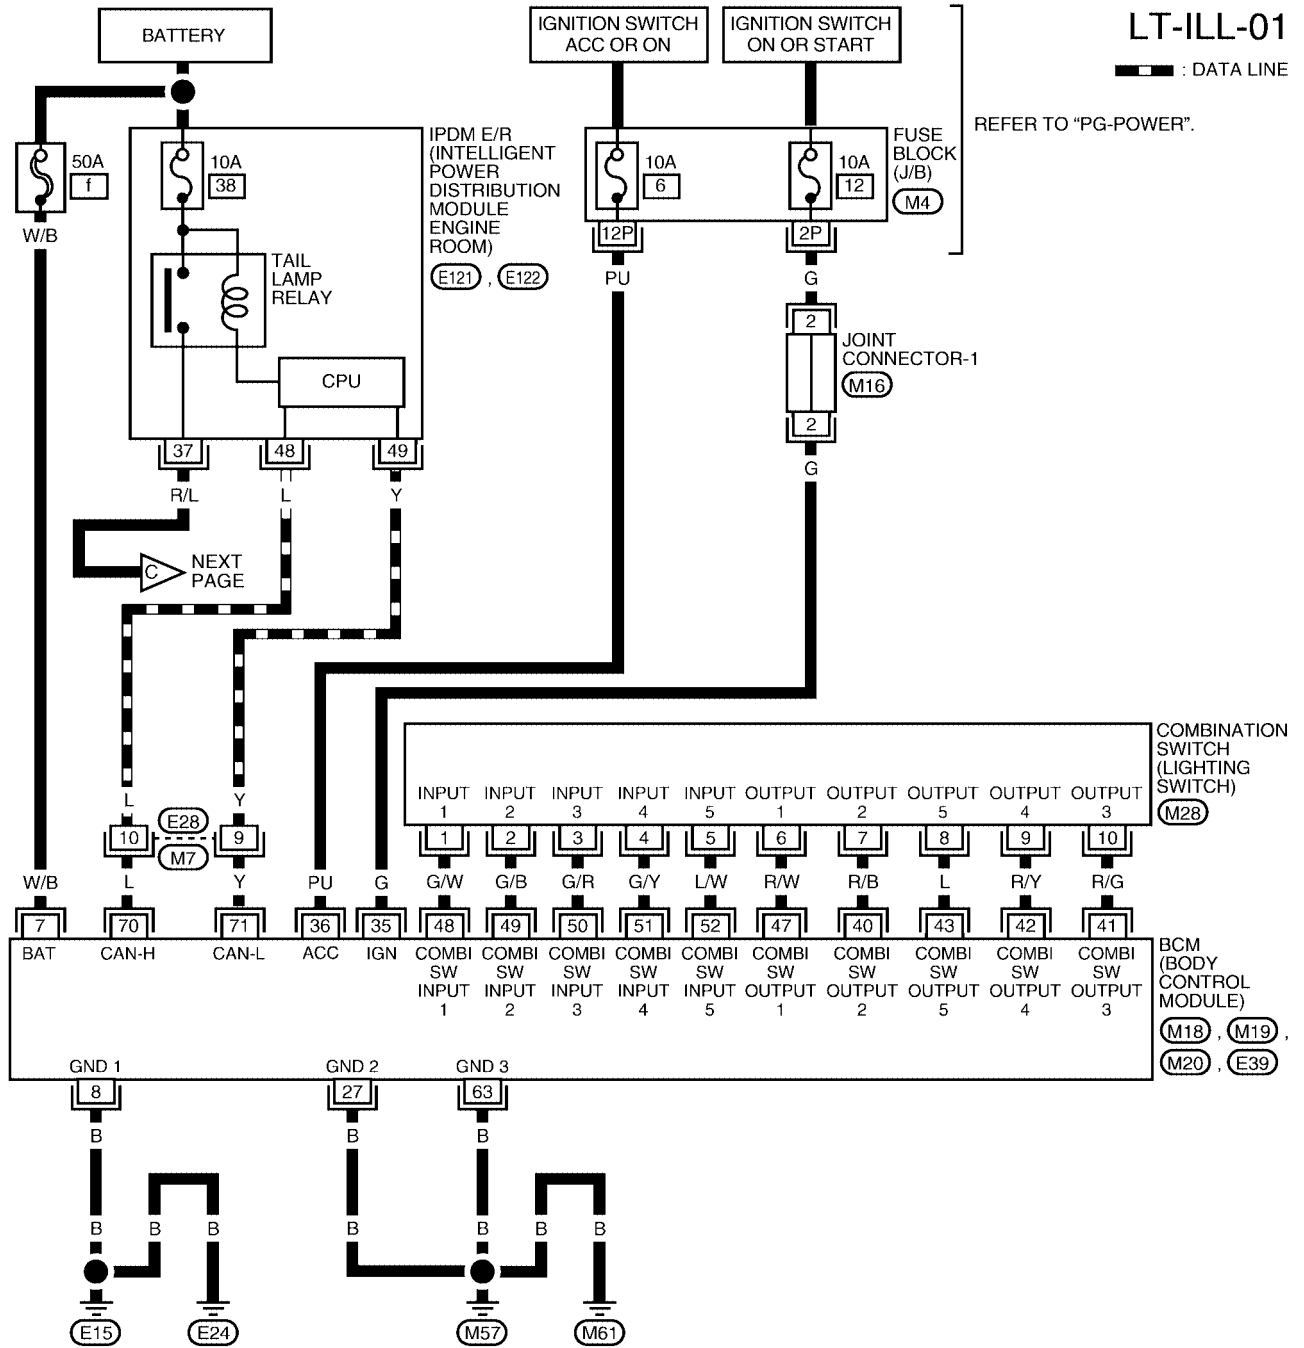 LT-ILL-01
: DATA LINE
BATTERY
IGNITION SWITCH
ACC OR ON
IGNITION SWITCH
ON OR START
REFER TO “PG-POWER”.
50A
f
W/B
10A
38
IPDM E/R
(INTELLIGENT
POWER
DISTRIBUTION
MODULE
ENGINE
ROOM)
E121 , E122
TAIL
LAMP
RELAY
CPU
10A
6
10A
12
FUSE
BLOCK
(J/B)
M4
12P
2P
PU
G
2
JOINT
CONNECTOR-1
M16
2
G
37
48
49
R/L
L
Y
C
NEXT
PAGE
COMBINATION
SWITCH
(LIGHTING
SWITCH)
M28
INPUT INPUT INPUT INPUT INPUT OUTPUT OUTPUT OUTPUT OUTPUT OUTPUT
1 2 3 4 5 1 2 5 4 3
1 2 3 4 5 6 7 8 9 10
L
Y
E28
10
9
M7
W/B L Y PU G G/W G/B G/R G/Y L/W R/W R/B L R/Y R/G
7 70 71 36 35 48 49 50 51 52 47 40 43 42 41
BAT CAN-H CAN-L ACC IGN COMBI COMBI COMBI COMBI COMBI COMBI COMBI COMBI COMBI COMBI
SW SW SW SW SW SW SW SW SW SW
INPUT INPUT INPUT INPUT INPUT OUTPUT OUTPUT OUTPUT OUTPUT OUTPUT
1 2 3 4 5 1 2 5 4 3
BCM
(BODY
CONTROL
MODULE)
M18 , M19 ,
M20 , E39
GND 1 GND 2 GND 3
8 27 63
B B B
B B B B B B B
E15 E24 M57 M61